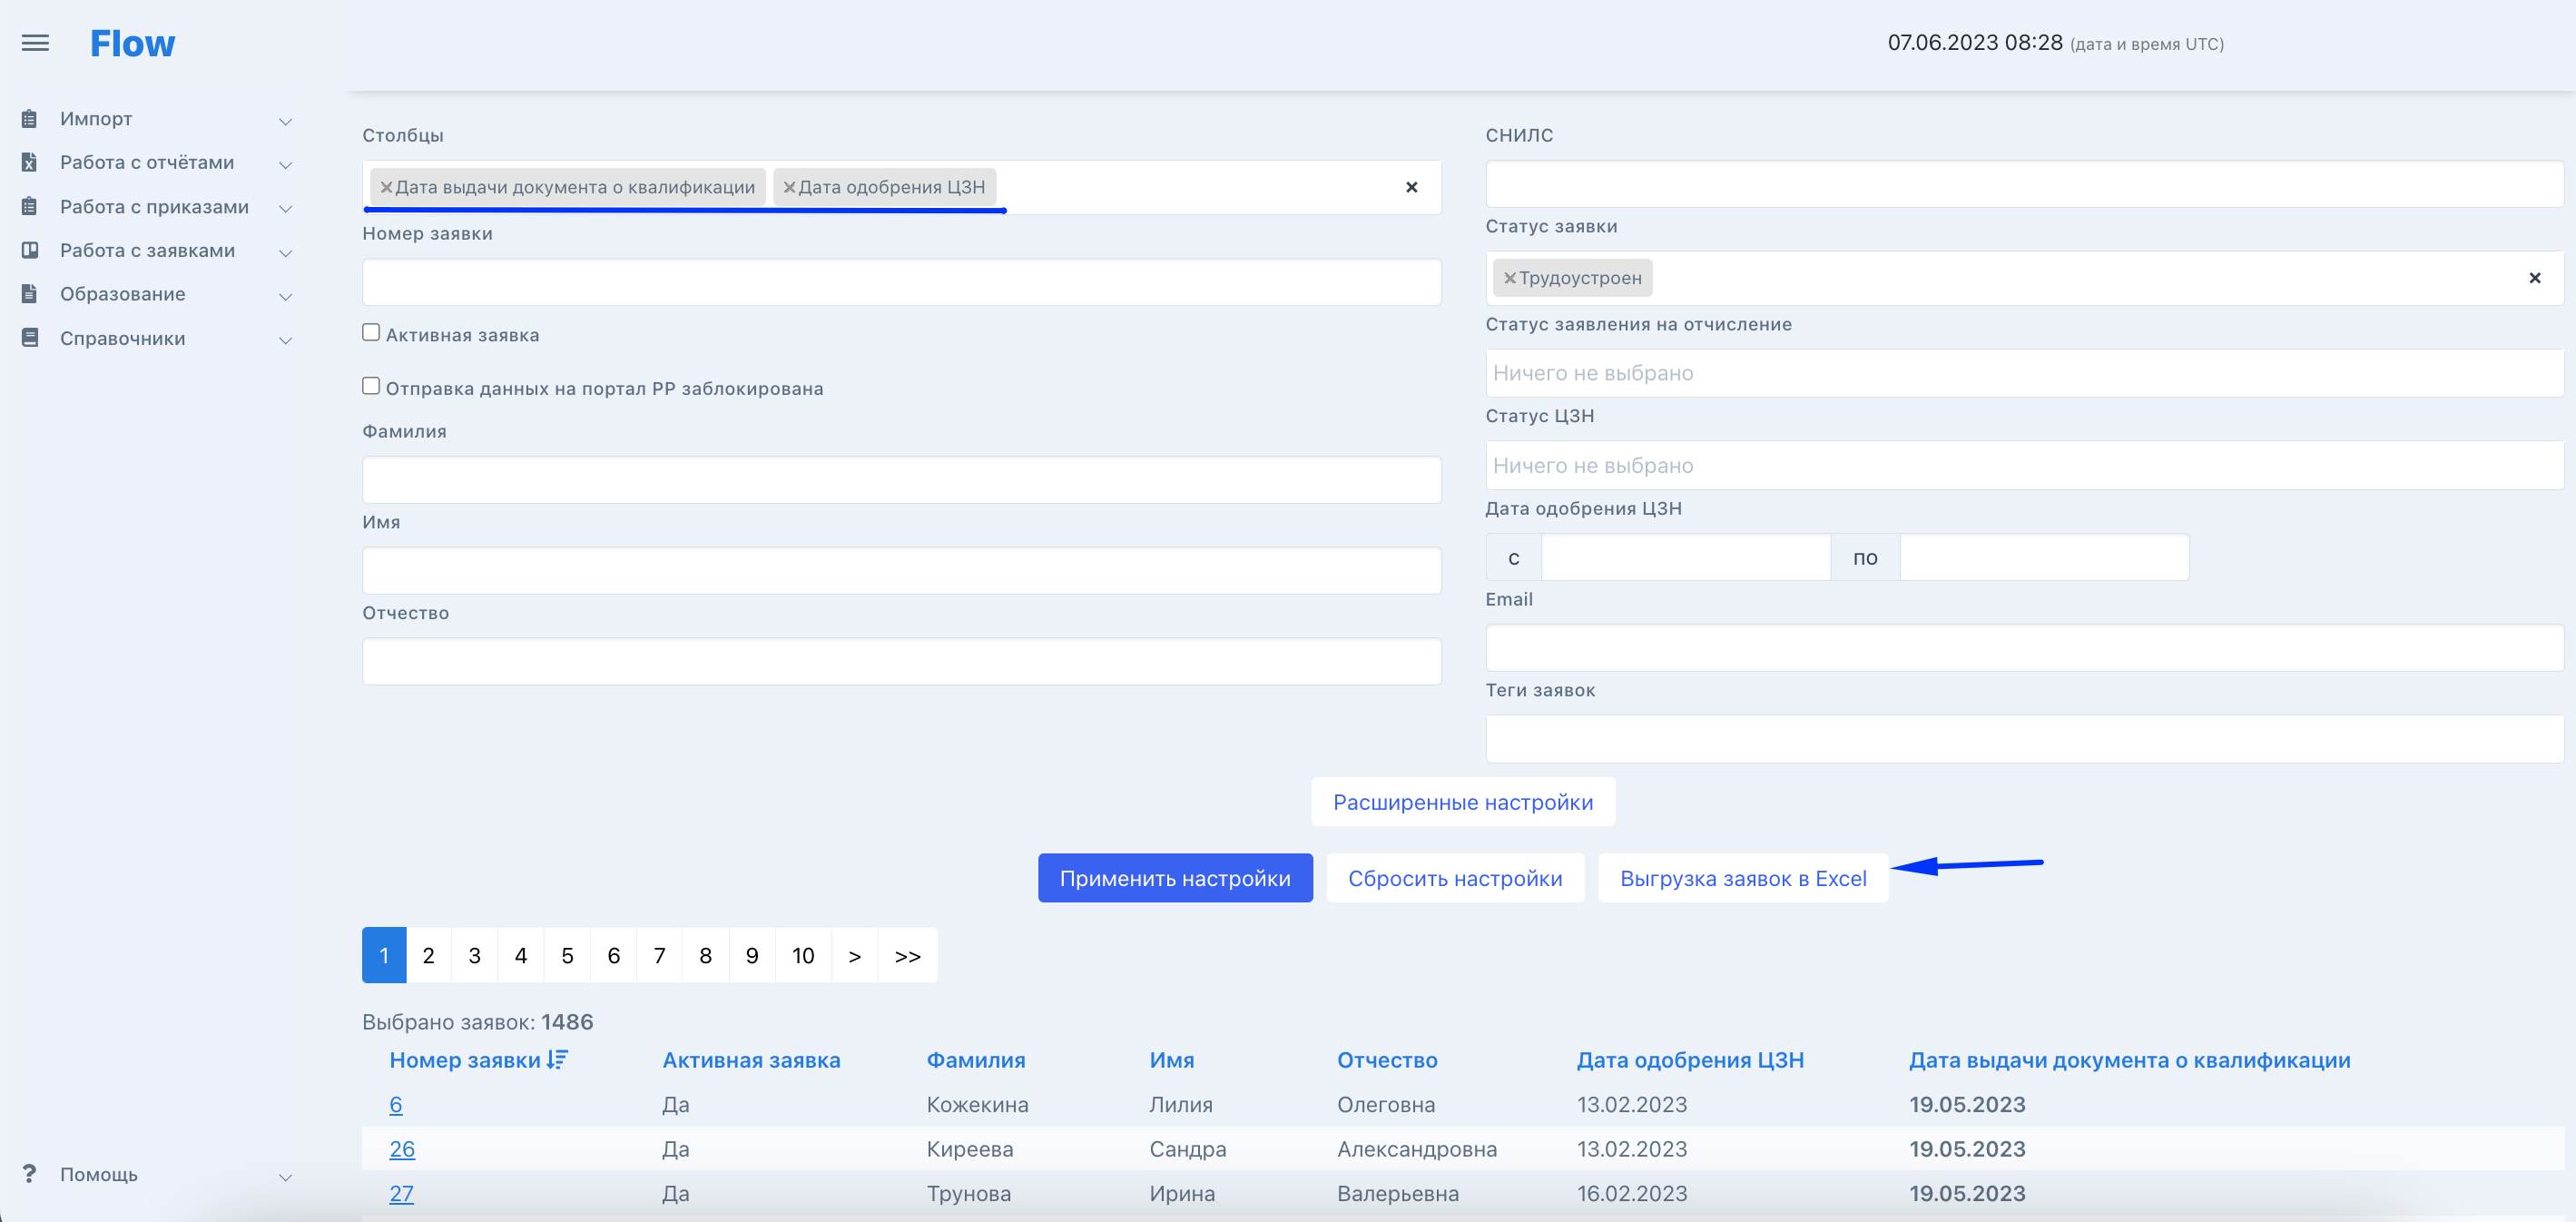 Flow
07.06.2023 08:28 (дата и время UTC)
Импорт
Работа с отчётами
Работа с приказами
Работа с заявками
Образование
Справочники
Помощь
Столбцы
×Дата выдачи документа о квалификации ×Дата одобрения ЦЗН ×
Номер заявки
Активная заявка
Отправка данных на портал РР заблокирована
Фамилия
Имя
Отчество
СНИЛС
Статус заявки
×Трудоустроен ×
Статус заявления на отчисление
Ничего не выбрано
Статус ЦЗН
Ничего не выбрано
Дата одобрения ЦЗН
с по
Email
Теги заявок
Расширенные настройки
Применить настройки Сбросить настройки Выгрузка заявок в Excel
1 2 3 4 5 6 7 8 9 10 > >>
Выбрано заявок: 1486
Номер заявки Активная заявка Фамилия Имя Отчество Дата одобрения ЦЗН Дата выдачи документа о квалификации
6 Да Кожекина Лилия Олеговна 13.02.2023 19.05.2023
26 Да Киреева Сандра Александровна 13.02.2023 19.05.2023
27 Да Трунова Ирина Валерьевна 16.02.2023 19.05.2023